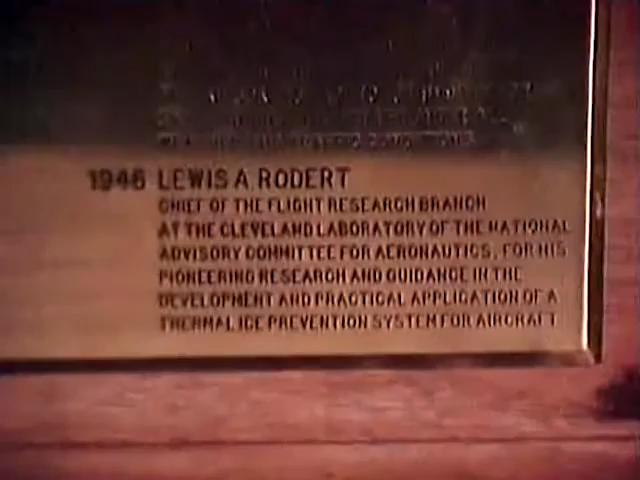 1946 LEWIS A. RODERT
CHIEF OF THE FLIGHT RESEARCH BRANCH
AT THE CLEVELAND LABORATORY OF THE NATIONAL
ADVISORY COMMITTEE FOR AERONAUTICS, FOR HIS
PIONEERING RESEARCH AND GUIDANCE IN THE
DEVELOPMENT AND PRACTICAL APPLICATION OF A
THERMAL ICE PREVENTION SYSTEM FOR AIRCRAFT